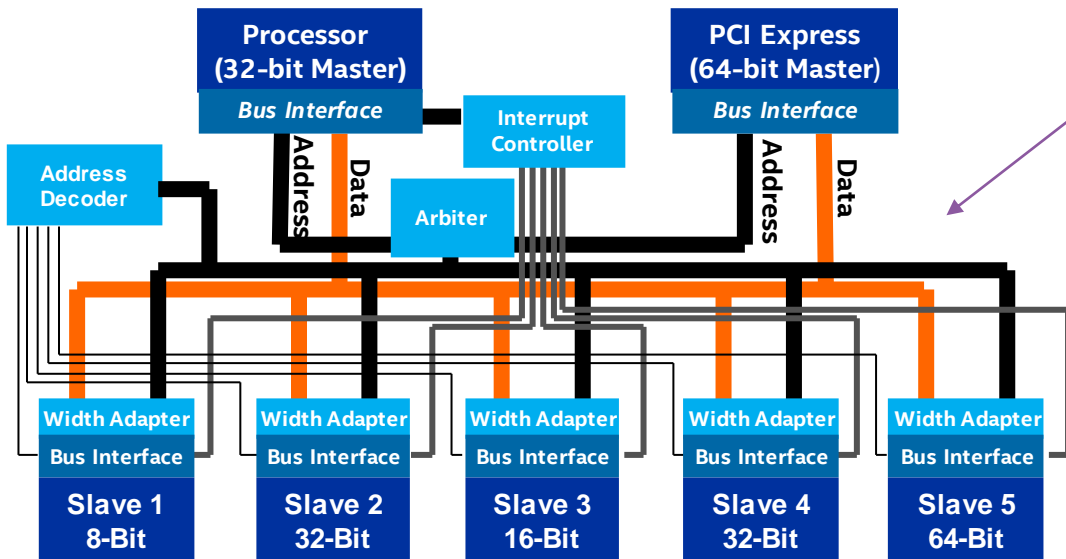 Processor
(32-bit Master)
Bus Interface
PCI Express
(64-bit Master)
Bus Interface
Interrupt
Controller
Address
Decoder
Address
Data
Arbiter
Address
Data
Width Adapter
Bus Interface
Slave 1
8-Bit
Width Adapter
Bus Interface
Slave 2
32-Bit
Width Adapter
Bus Interface
Slave 3
16-Bit
Width Adapter
Bus Interface
Slave 4
32-Bit
Width Adapter
Bus Interface
Slave 5
64-Bit